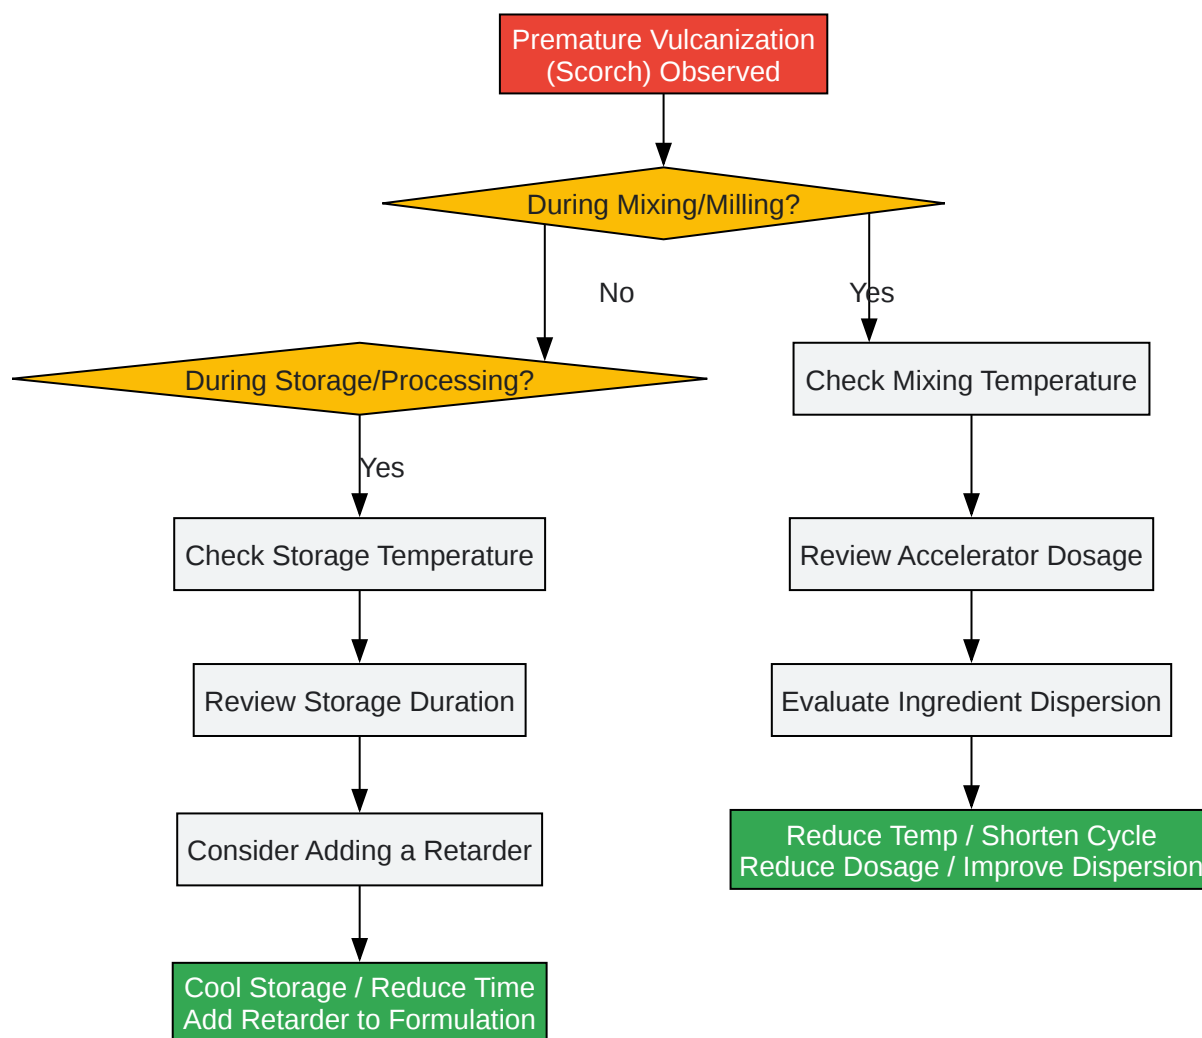 Premature Vulcanization
(Scorch) Observed
During Mixing/Milling?
No
Yes
During Storage/Processing?
Check Mixing Temperature
Yes
Check Storage Temperature
Review Accelerator Dosage
Review Storage Duration
Evaluate Ingredient Dispersion
Consider Adding a Retarder
Reduce Temp / Shorten Cycle
Reduce Dosage / Improve Dispersion
Cool Storage / Reduce Time
Add Retarder to Formulation